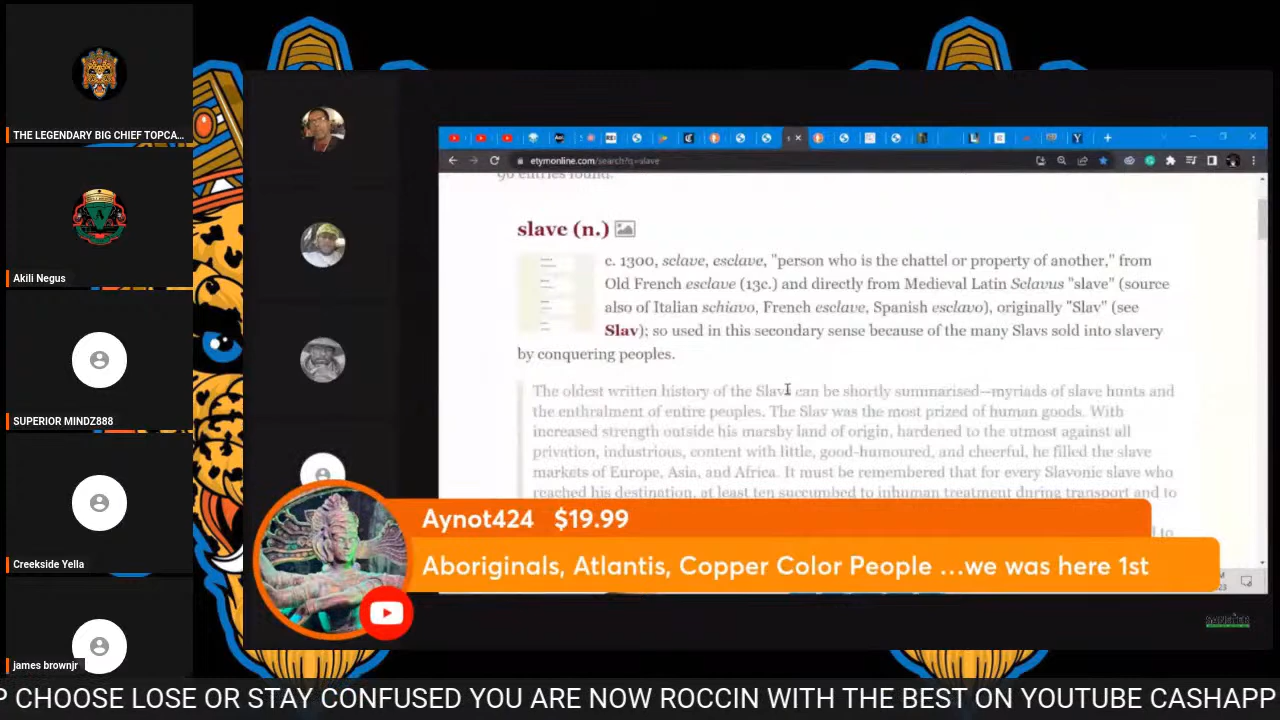 THE LEGENDARY BIG CHIEF TOPCA...
Akili Negus
SUPERIOR MINDZ888
Creekside Yella
james brownjr
etymonline.com/search?q=slave
90 entries found.
slave (n.)
c. 1300, sclave, esclave, "person who is the chattel or property of another," from
Old French esclave (13c.) and directly from Medieval Latin Sclavus "slave" (source
also of Italian schiavo, French esclave, Spanish esclavo), originally "Slav" (see
Slav); so used in this secondary sense because of the many Slavs sold into slavery
by conquering peoples.
The oldest written history of the Slavs can be shortly summarised—myriads of slave hunts and
the enthralment of entire peoples. The Slav was the most prized of human goods. With
increased strength outside his marshy land of origin, hardened to the utmost against all
privation, industrious, content with little, good-humoured, and cheerful, he filled the slave
markets of Europe, Asia, and Africa. It must be remembered that for every Slavonic slave who
reached his destination, at least ten succumbed to inhuman treatment during transport and to
Aynot424 $19.99
Aboriginals, Atlantis, Copper Color People ...we was here 1st
P CHOOSE LOSE OR STAY CONFUSED YOU ARE NOW ROCCIN WITH THE BEST ON YOUTUBE CASHAPP